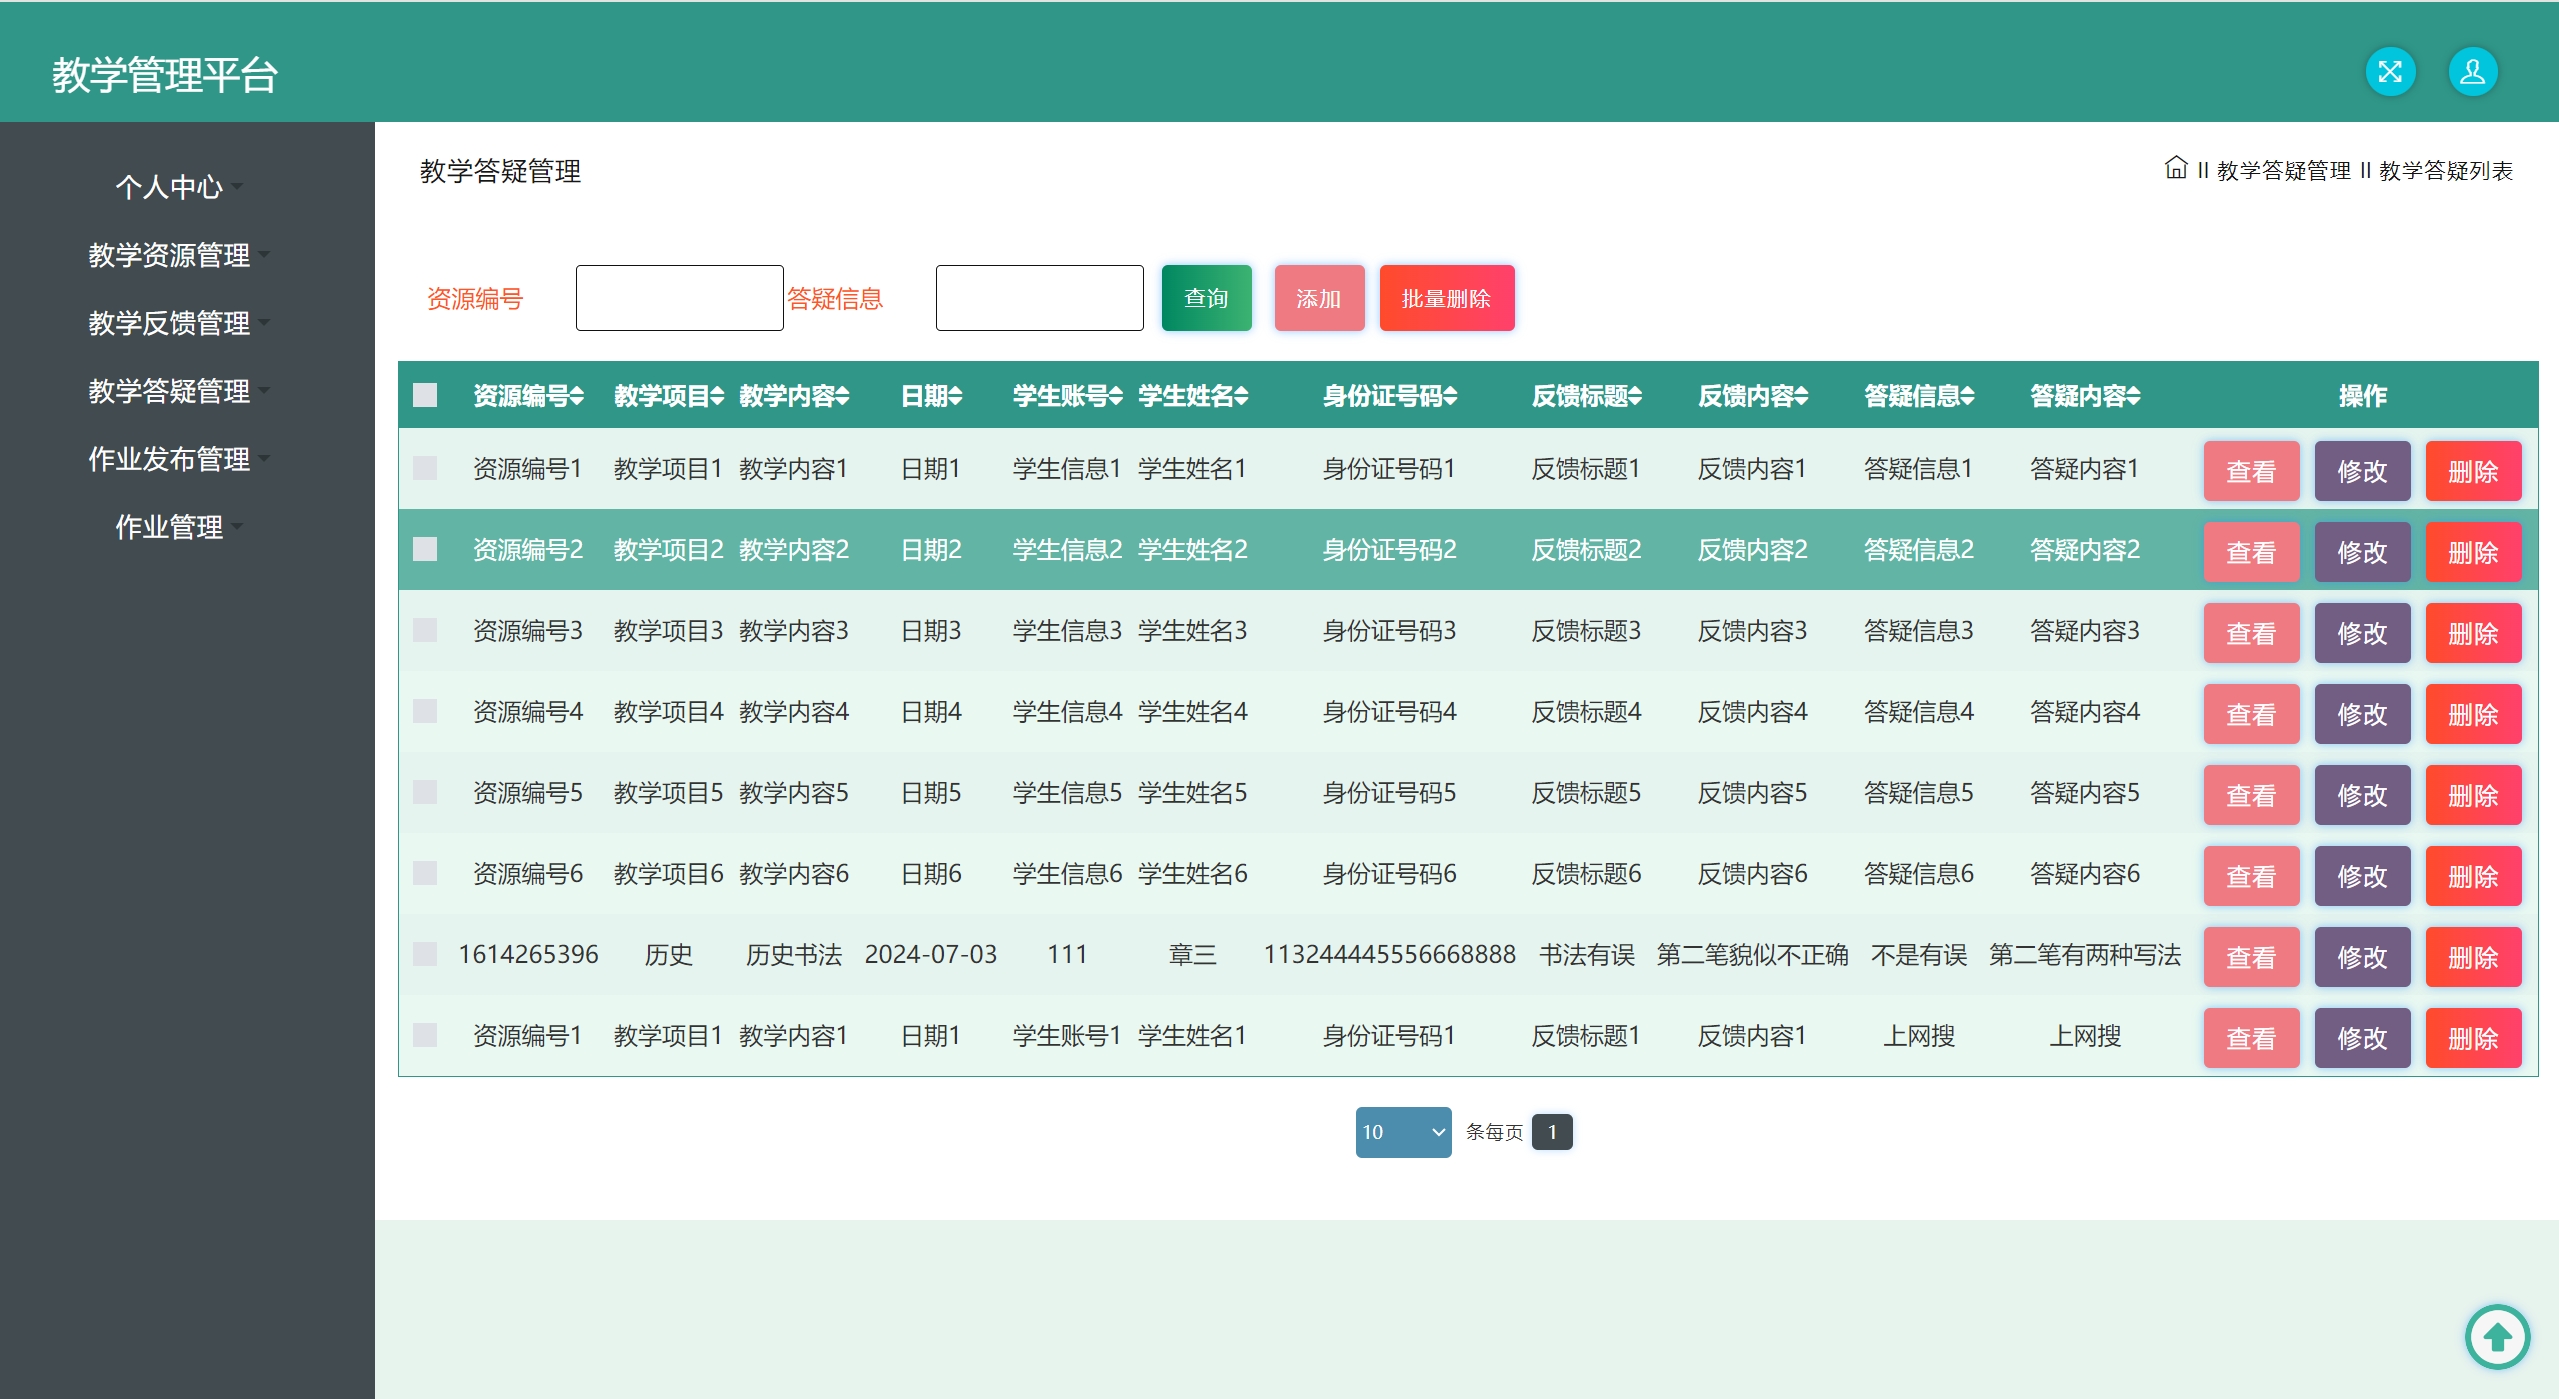 教学管理平台
个人中心
教学资源管理
教学反馈管理
教学答疑管理
作业发布管理
作业管理
教学答疑管理
II 教学答疑管理 II 教学答疑列表
资源编号 答疑信息 查询 添加 批量删除
资源编号 教学项目 教学内容 日期 学生账号 学生姓名 身份证号码 反馈标题 反馈内容 答疑信息 答疑内容 操作
资源编号1 教学项目1 教学内容1 日期1 学生信息1 学生姓名1 身份证号码1 反馈标题1 反馈内容1 答疑信息1 答疑内容1 查看 修改 删除
资源编号2 教学项目2 教学内容2 日期2 学生信息2 学生姓名2 身份证号码2 反馈标题2 反馈内容2 答疑信息2 答疑内容2 查看 修改 删除
资源编号3 教学项目3 教学内容3 日期3 学生信息3 学生姓名3 身份证号码3 反馈标题3 反馈内容3 答疑信息3 答疑内容3 查看 修改 删除
资源编号4 教学项目4 教学内容4 日期4 学生信息4 学生姓名4 身份证号码4 反馈标题4 反馈内容4 答疑信息4 答疑内容4 查看 修改 删除
资源编号5 教学项目5 教学内容5 日期5 学生信息5 学生姓名5 身份证号码5 反馈标题5 反馈内容5 答疑信息5 答疑内容5 查看 修改 删除
资源编号6 教学项目6 教学内容6 日期6 学生信息6 学生姓名6 身份证号码6 反馈标题6 反馈内容6 答疑信息6 答疑内容6 查看 修改 删除
1614265396 历史 历史书法 2024-07-03 111 章三 113244445556668888 书法有误 第二笔貌似不正确 不是有误 第二笔有两种写法 查看 修改 删除
资源编号1 教学项目1 教学内容1 日期1 学生账号1 学生姓名1 身份证号码1 反馈标题1 反馈内容1 上网搜 上网搜 查看 修改 删除
10 条每页 1